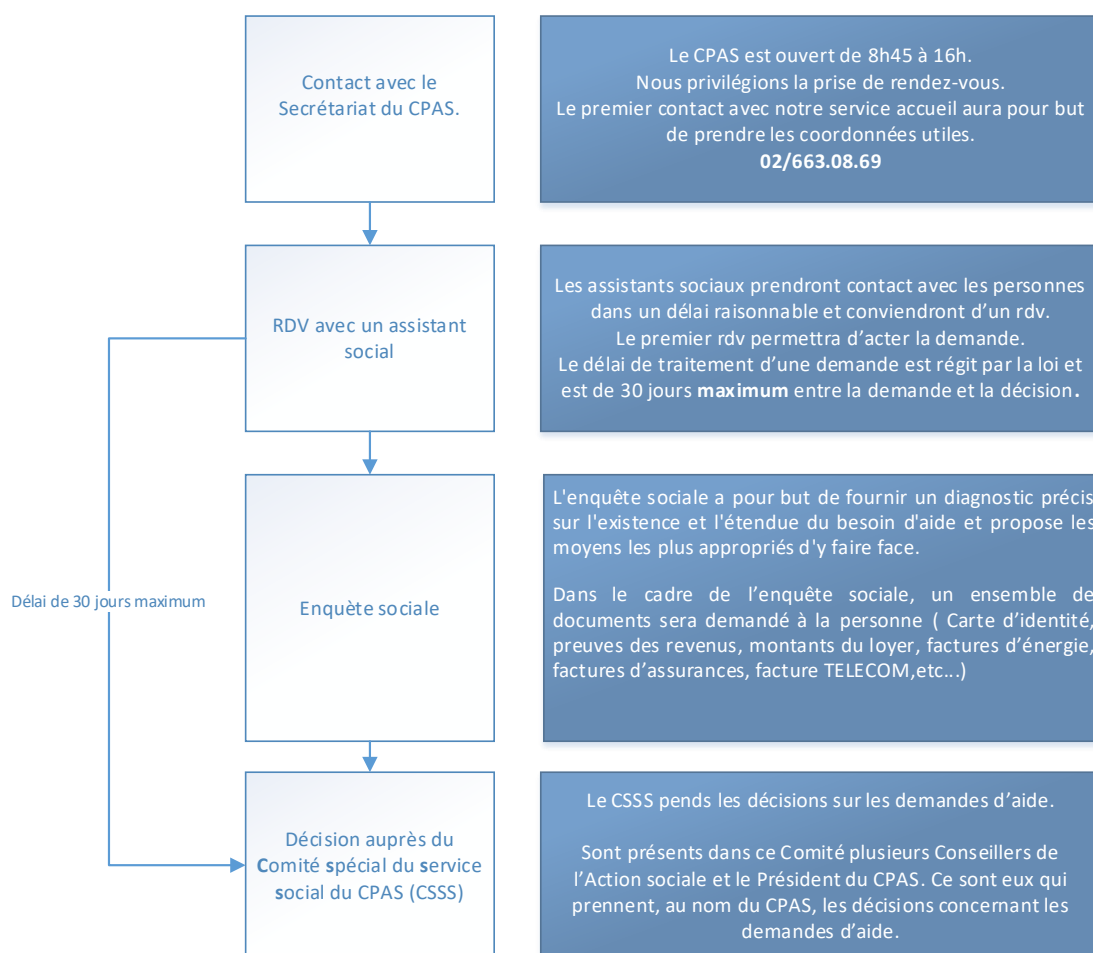 Contact avec le
Secrétariat du CPAS.
Le CPAS est ouvert de 8h45 à 16h.
Nous privilégions la prise de rendez-vous.
Le premier contact avec notre service accueil aura pour but
de prendre les coordonnées utiles.
02/663.08.69
RDV avec un assistant
social
Les assistants sociaux prendront contact avec les personnes
dans un délai raisonnable et conviendront d’un rdv.
Le premier rdv permettra d’acter la demande.
Le délai de traitement d’une demande est régit par la loi et
est de 30 jours maximum entre la demande et la décision.
Délai de 30 jours maximum
Enquète sociale
L'enquête sociale a pour but de fournir un diagnostic précis
sur l'existence et l'étendue du besoin d'aide et propose les
moyens les plus appropriés d'y faire face.
Dans le cadre de l’enquête sociale, un ensemble de
documents sera demandé à la personne ( Carte d’identité,
preuves des revenus, montants du loyer, factures d’énergie,
factures d’assurances, facture TELECOM,etc...)
Décision auprès du
Comité spécial du service
social du CPAS (CSSS)
Le CSSS pends les décisions sur les demandes d’aide.
Sont présents dans ce Comité plusieurs Conseillers de
l’Action sociale et le Président du CPAS. Ce sont eux qui
prennent, au nom du CPAS, les décisions concernant les
demandes d’aide.